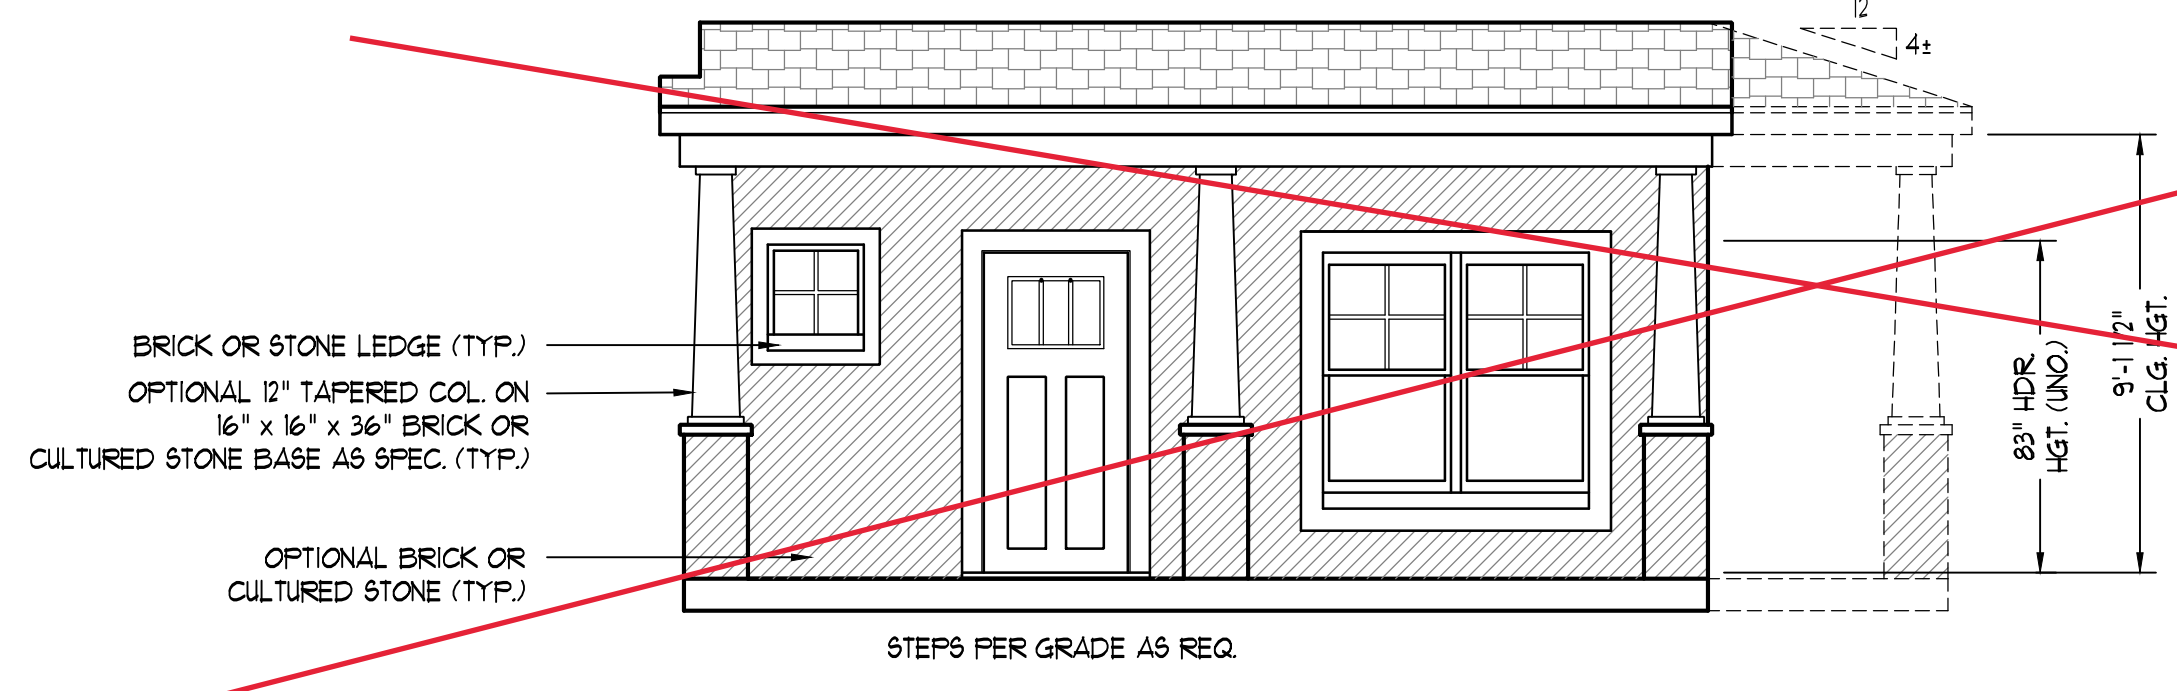 12
4±
BRICK OR STONE LEDGE (TYP.)
OPTIONAL 12" TAPERED COL. ON
16" x 16" x 36" BRICK OR
CULTURED STONE BASE AS SPEC. (TYP.)
OPTIONAL BRICK OR
CULTURED STONE (TYP.)
83" HDR.
HGT. (UNO.)
9'-1 1/2"
CLG. HGT.
STEPS PER GRADE AS REQ.